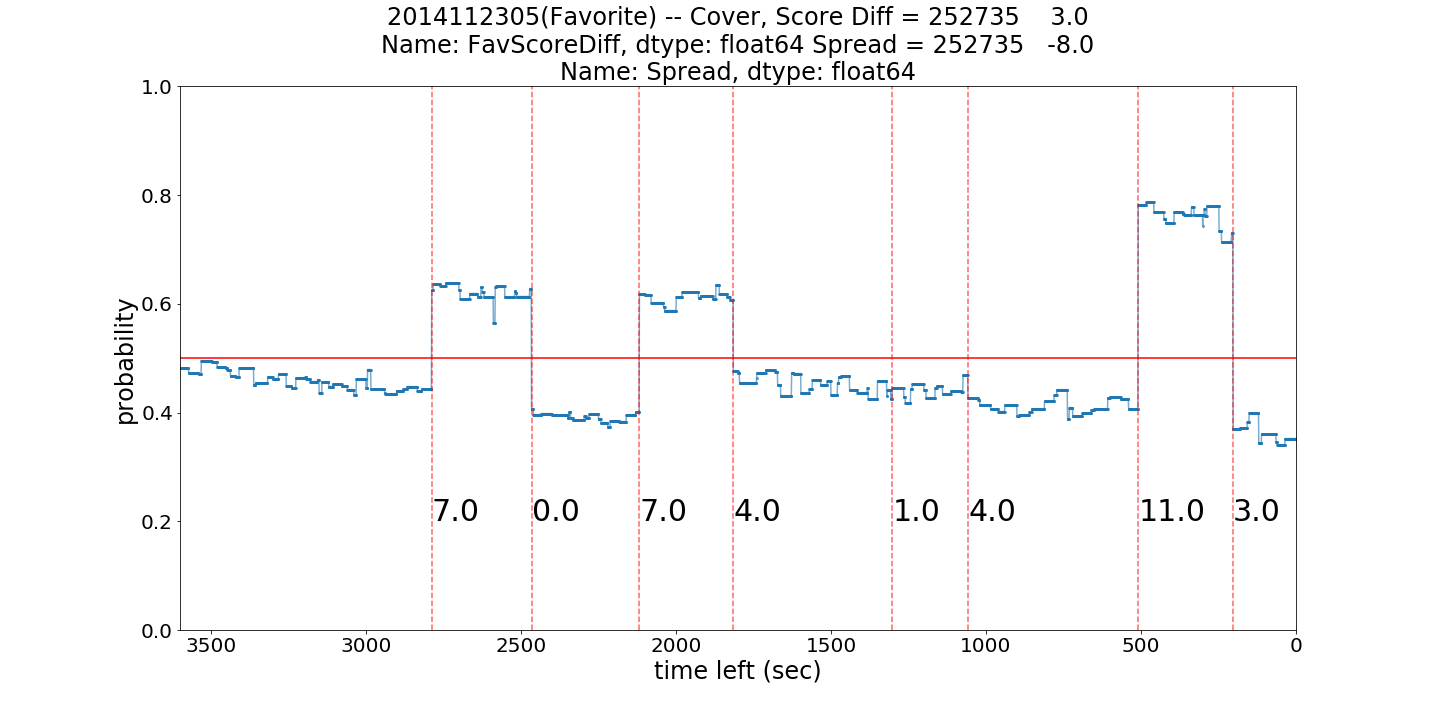 2014112305(Favorite) -- Cover, Score Diff = 252735    3.0
Name: FavScoreDiff, dtype: float64 Spread = 252735   -8.0
Name: Spread, dtype: float64
1.0
0.8
0.6
0.4
0.2
0.0
probability
7.0 0.0 7.0 4.0 1.0 4.0 11.0 3.0
3500 3000 2500 2000 1500 1000 500 0
time left (sec)